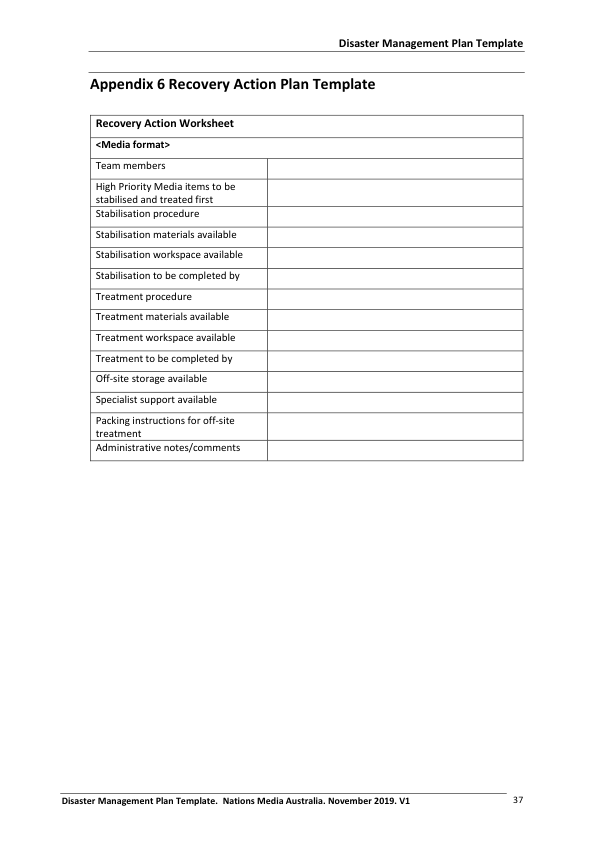 Disaster Management Plan Template
Appendix 6 Recovery Action Plan Template
Recovery Action Worksheet
<Media format>
Team members
High Priority Media items to be
stabilised and treated first
Stabilisation procedure
Stabilisation materials available
Stabilisation workspace available
Stabilisation to be completed by
Treatment procedure
Treatment materials available
Treatment workspace available
Treatment to be completed by
Off-site storage available
Specialist support available
Packing instructions for off-site
treatment
Administrative notes/comments
Disaster Management Plan Template.  Nations Media Australia. November 2019. V1
37